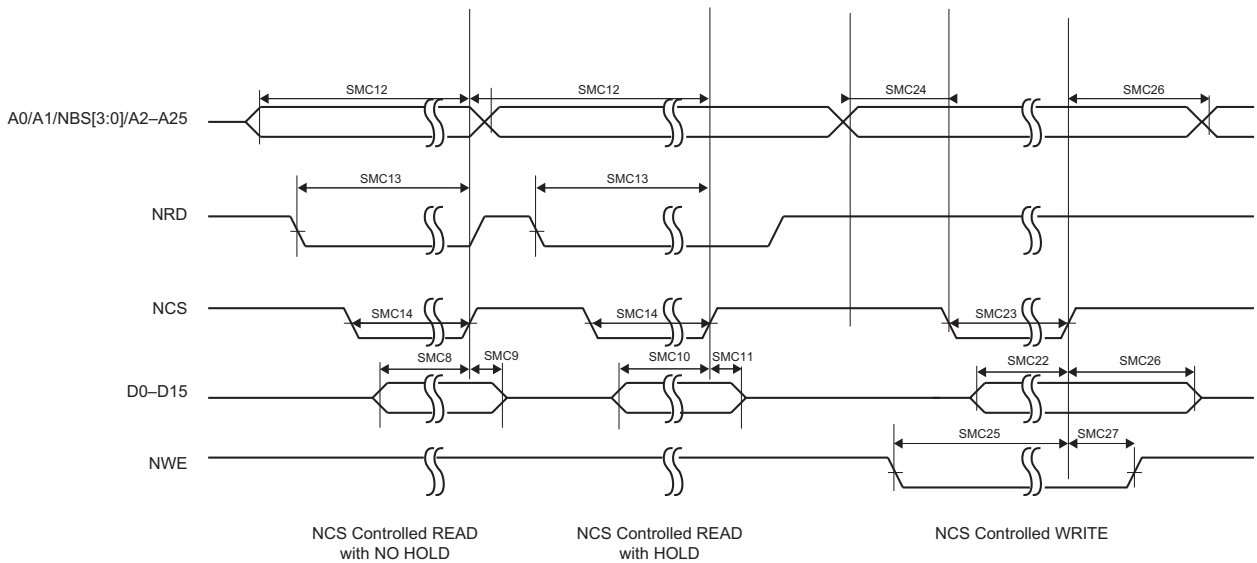 SMC12
SMC12
SMC24
SMC26
A0/A1/NBS[3:0]/A2–A25
SMC13
SMC13
NRD
NCS
SMC14
SMC14
SMC23
SMC8
SMC9
SMC10
SMC11
SMC22
SMC26
D0–D15
SMC25
SMC27
NWE
NCS Controlled READ
with NO HOLD
NCS Controlled READ
with HOLD
NCS Controlled WRITE